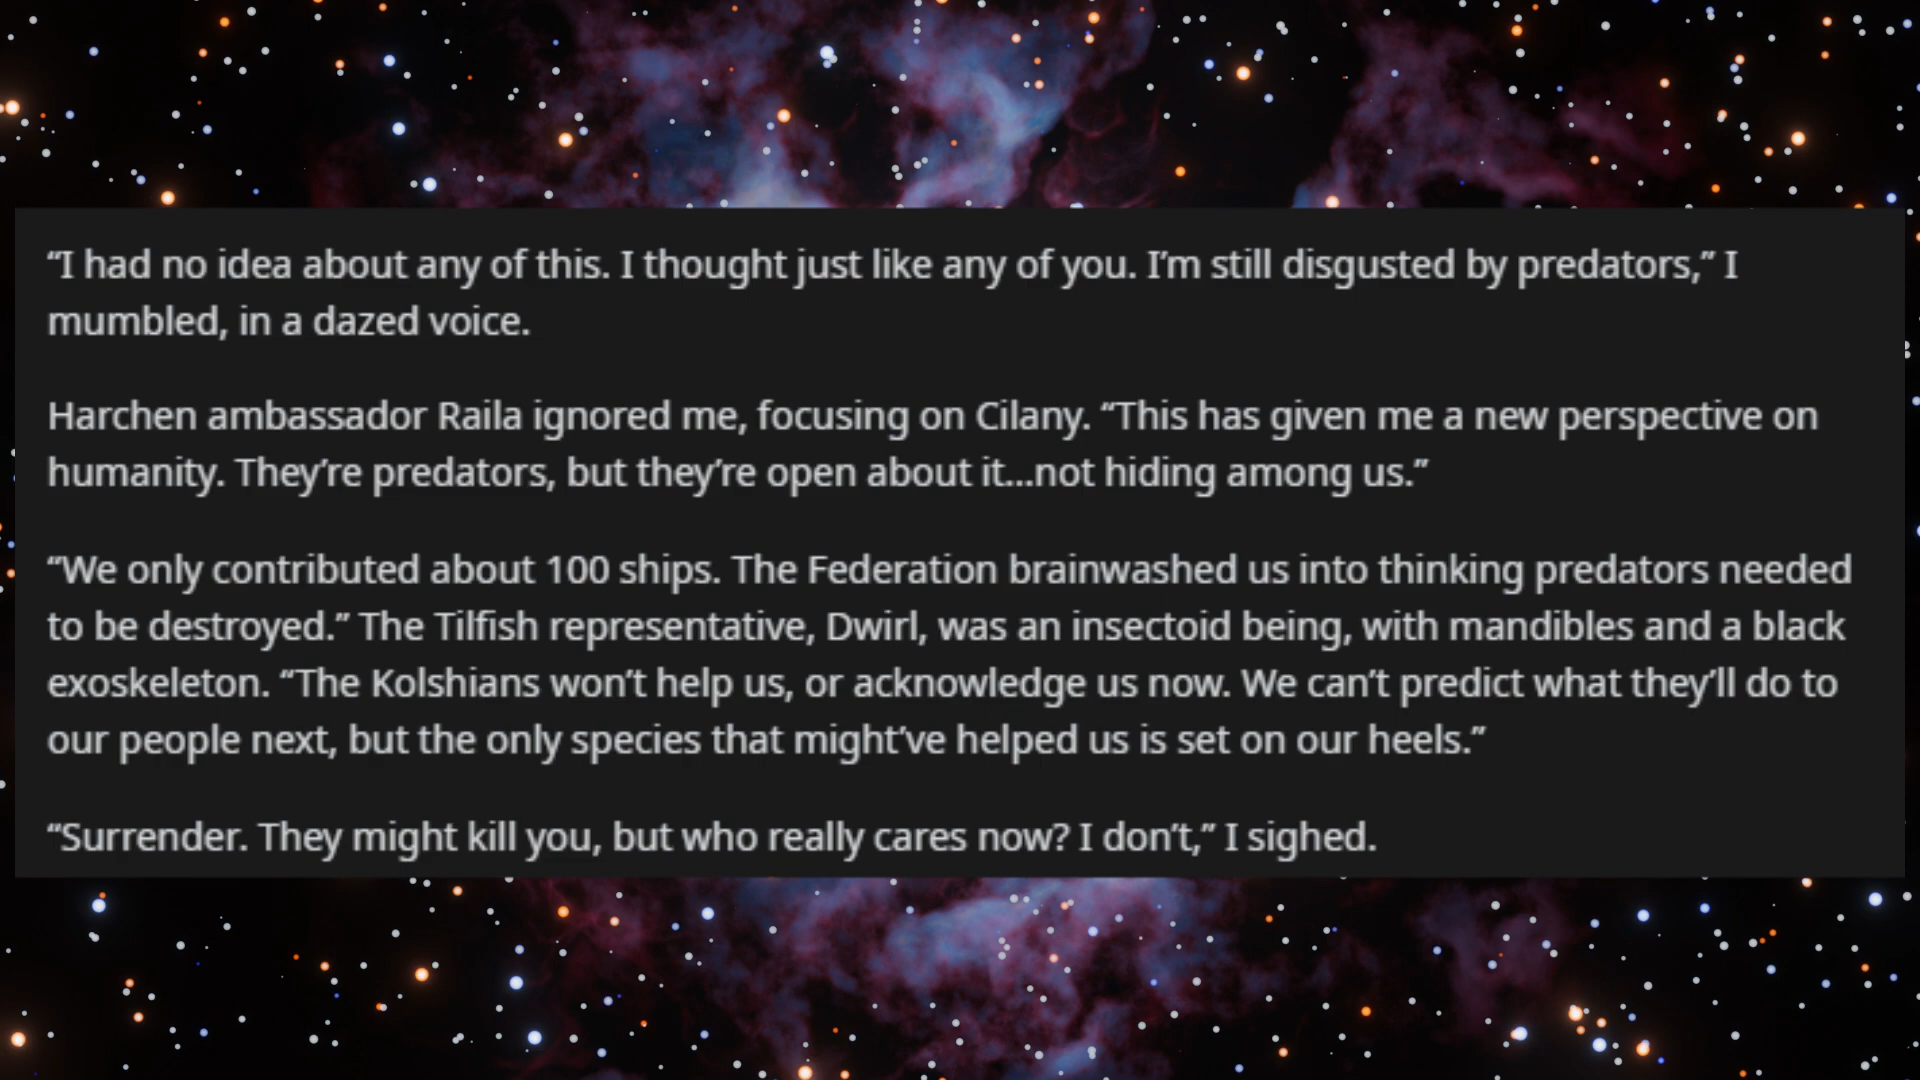 “I had no idea about any of this. I thought just like any of you. I’m still disgusted by predators,” I
mumbled, in a dazed voice.
Harchen ambassador Raila ignored me, focusing on Cilany. “This has given me a new perspective on
humanity. They’re predators, but they’re open about it...not hiding among us.”
“We only contributed about 100 ships. The Federation brainwashed us into thinking predators needed
to be destroyed.” The Tilfish representative, Dwirl, was an insectoid being, with mandibles and a black
exoskeleton. “The Kolshians won’t help us, or acknowledge us now. We can’t predict what they’ll do to
our people next, but the only species that might’ve helped us is set on our heels.”
“Surrender. They might kill you, but who really cares now? I don’t,” I sighed.